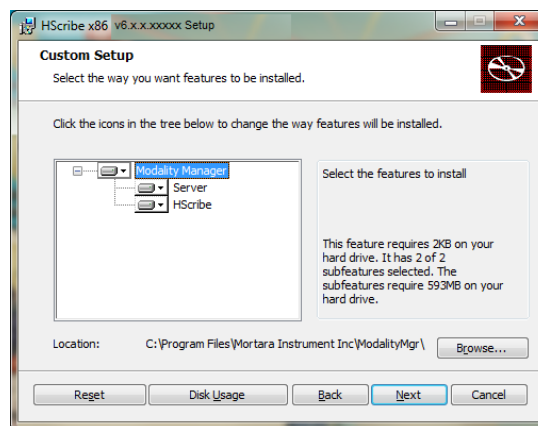 HScribe x86 v6.x.x.xxxxx Setup
Custom Setup
Select the way you want features to be installed.
Click the icons in the tree below to change the way features will be installed.
Modality Manager
Server
HScribe
Select the features to install
This feature requires 2KB on your
hard drive. It has 2 of 2
subfeatures selected. The
subfeatures require 593MB on your
hard drive.
Location: C:\Program Files\Mortara Instrument Inc\ModalityMgr\ Browse...
Reset Disk Usage Back Next Cancel